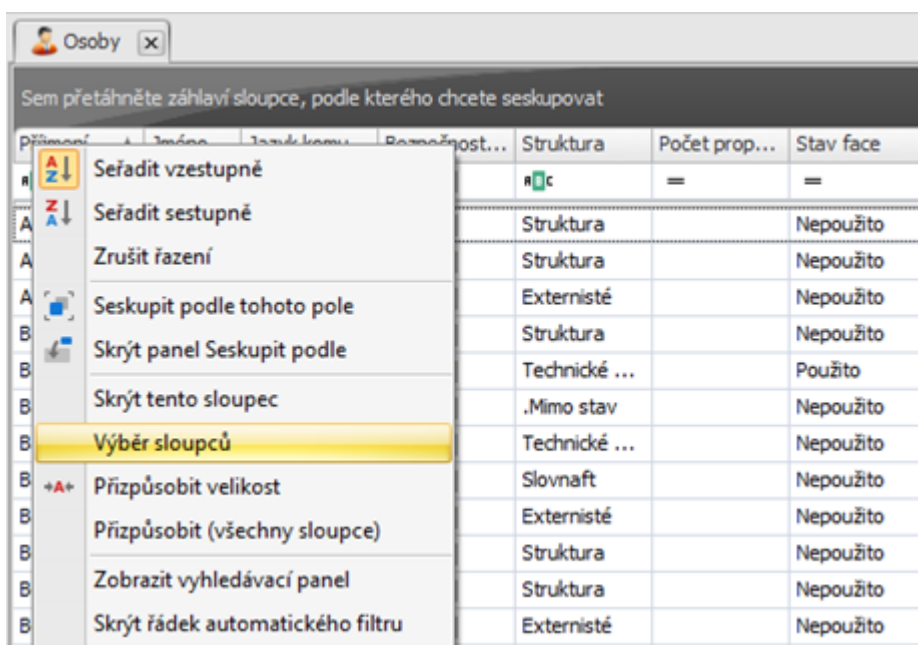 Osoby
Sem přetáhněte záhlaví sloupce, podle kterého chcete seskupovat
Struktura Počet prop... Stav face
Seřadit vzestupně
Seřadit sestupně
Struktura Nepoužito
Zrušit řazení
Struktura Nepoužito
Externisté Nepoužito
Seskupit podle tohoto pole
Struktura Nepoužito
Skrýt panel Seskupit podle
Technické ... Použito
Skrýt tento sloupec
.Mimo stav Nepoužito
Výběr sloupců
Technické ... Nepoužito
Přizpůsobit velikost
Slovnaft Nepoužito
Externisté Nepoužito
Přizpůsobit (všechny sloupce)
Struktura Nepoužito
Zobrazit vyhledávací panel
Struktura Nepoužito
Skrýt řádek automatického filtru
Externisté Nepoužito